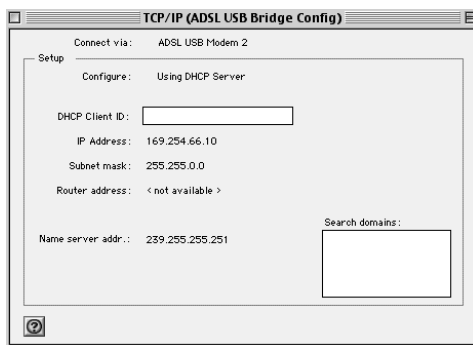 TCP/IP (ADSL USB Bridge Config)
Connect via: ADSL USB Modem 2
Setup
Configure: Using DHCP Server
DHCP Client ID:
IP Address: 169.254.66.10
Subnet mask: 255.255.0.0
Router address: < not available >
Search domains:
Name server addr.: 239.255.255.251
?